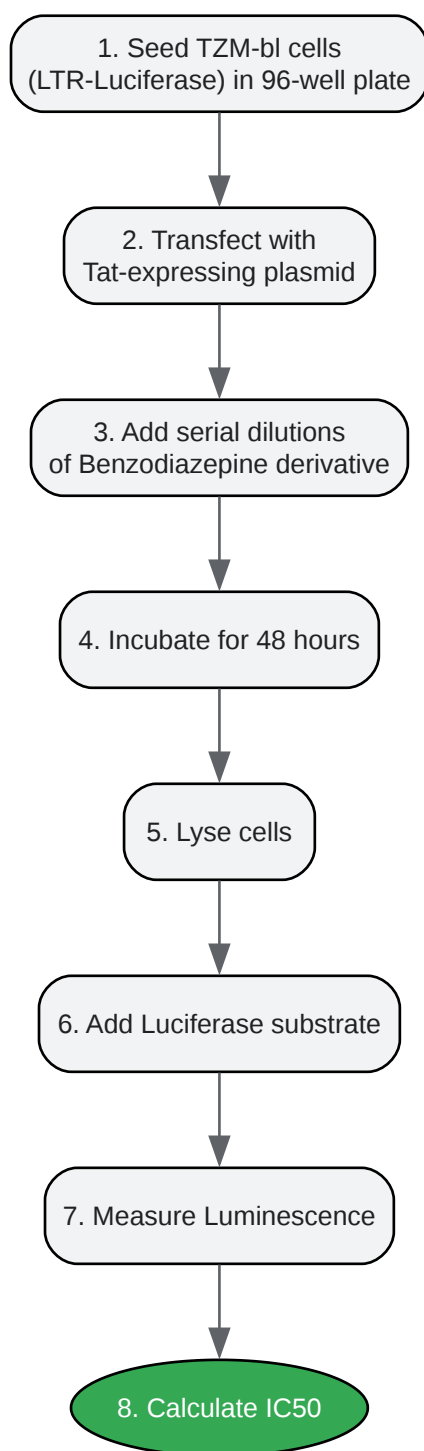 1. Seed TZM-bl cells
(LTR-Luciferase) in 96-well plate
2. Transfect with
Tat-expressing plasmid
3. Add serial dilutions
of Benzodiazepine derivative
4. Incubate for 48 hours
5. Lyse cells
6. Add Luciferase substrate
7. Measure Luminescence
8. Calculate IC50